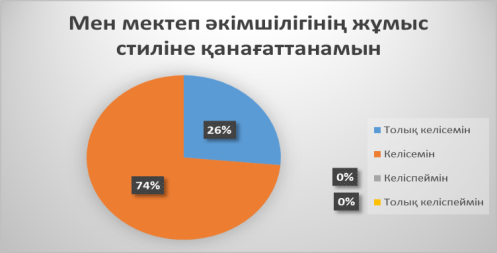 Мен мектеп әкімшілігінің жұмыс
стиліне қанағаттанамын
26%
74%
0%
0%
Толық келісемін
Келісемін
Келіспеймін
Толық келіспеймін